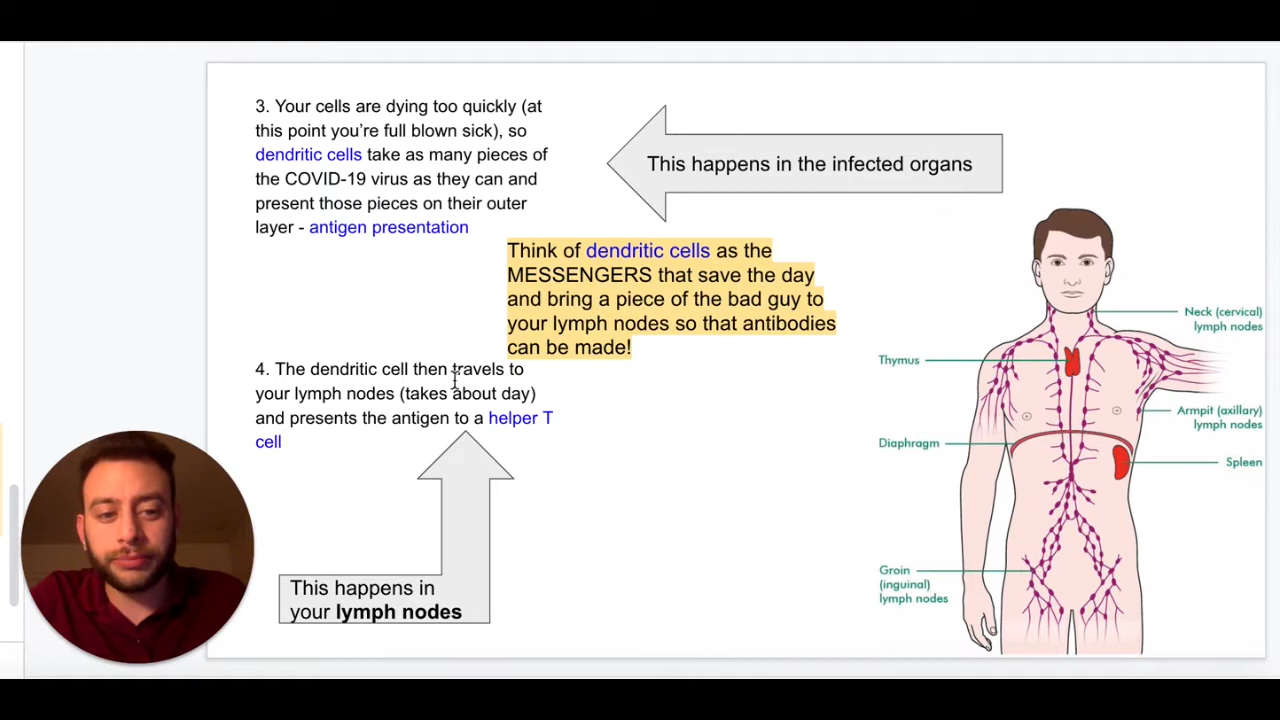 3. Your cells are dying too quickly (at
this point you're full blown sick), so
dendritic cells take as many pieces of
the COVID-19 virus as they can and
present those pieces on their outer
layer - antigen presentation
This happens in the infected organs
Think of dendritic cells as the
MESSENGERS that save the day
and bring a piece of the bad guy to
your lymph nodes so that antibodies
can be made!
4. The dendritic cell then travels to
your lymph nodes (takes about day)
and presents the antigen to a helper T
cell
This happens in
your lymph nodes
Neck (cervical)
lymph nodes
Thymus
Armpit (axillary)
lymph nodes
Diaphragm
Spleen
Groin
(inguinal)
lymph nodes